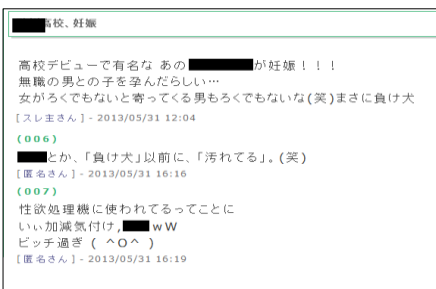 高校、妊娠
高校デビューで有名な あの が妊娠！！！
無職の男との子を孕んだらしい…
女がろくでもないと寄ってくる男もろくでもないな(笑)まさに負け犬
[スレ主さん] - 2013/05/31 12:04
(006)
とか、「負け犬」以前に、「汚れてる」。(笑)
[匿名さん] - 2013/05/31 16:16
(007)
性欲処理機に使われてるってことに
いぃ加減気付け, wW
ビッチ過ぎ ( ^O^ )
[匿名さん] - 2013/05/31 16:19